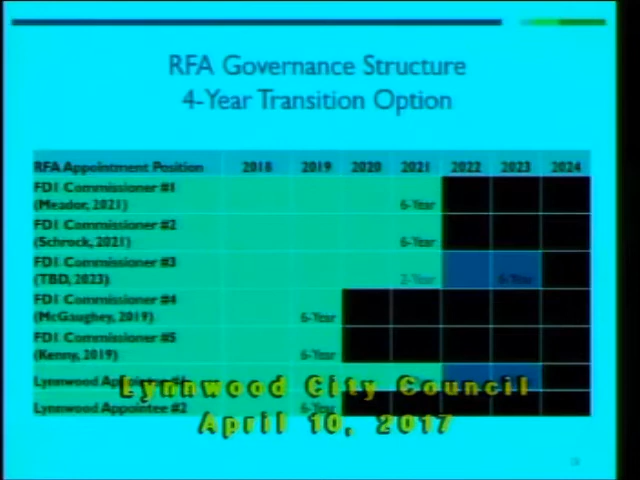 RFA Governance Structure
4-Year Transition Option
RFA Appointment Position 2018 2019 2020 2021 2022 2023 2024
FD1 Commissioner #1
(Meador, 2021) 6-Year
FD1 Commissioner #2
(Schrock, 2021) 6-Year
FD1 Commissioner #3
(TBD, 2023) 2-Year 6-Year
FD1 Commissioner #4
(McGaughey, 2019) 6-Year
FD1 Commissioner #5
(Kenny, 2019) 6-Year
Lynnwood
Lynnwood City Council
Lynnwood Appointee #2 6-Year
April 10, 2017